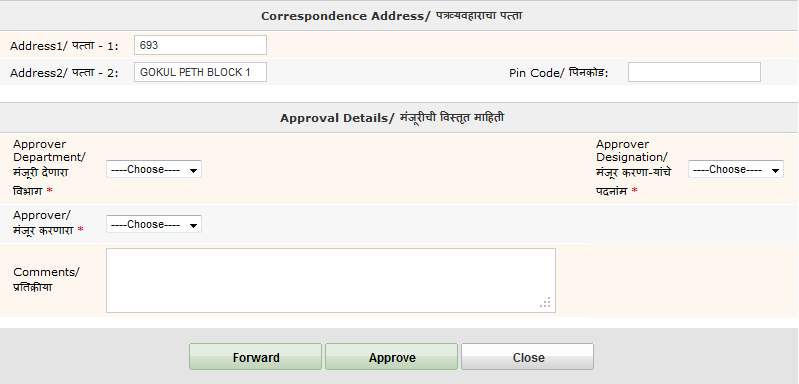 Correspondence Address/ पत्रव्यवहाराचा पत्ता
Address1/ पत्ता - 1: 693
Address2/ पत्ता - 2: GOKUL PETH BLOCK 1 Pin Code/ पिनकोड:
Approval Details/ मंजूरीची विस्तृत माहिती
Approver Department/ मंजूरी देणारा विभाग * ----Choose---- Approver Designation/ मंजूर करणा-यांचे पदनांम * ----Choose----
Approver/ मंजूर करणारा * ----Choose----
Comments/ प्रतिक्रीया
Forward Approve Close